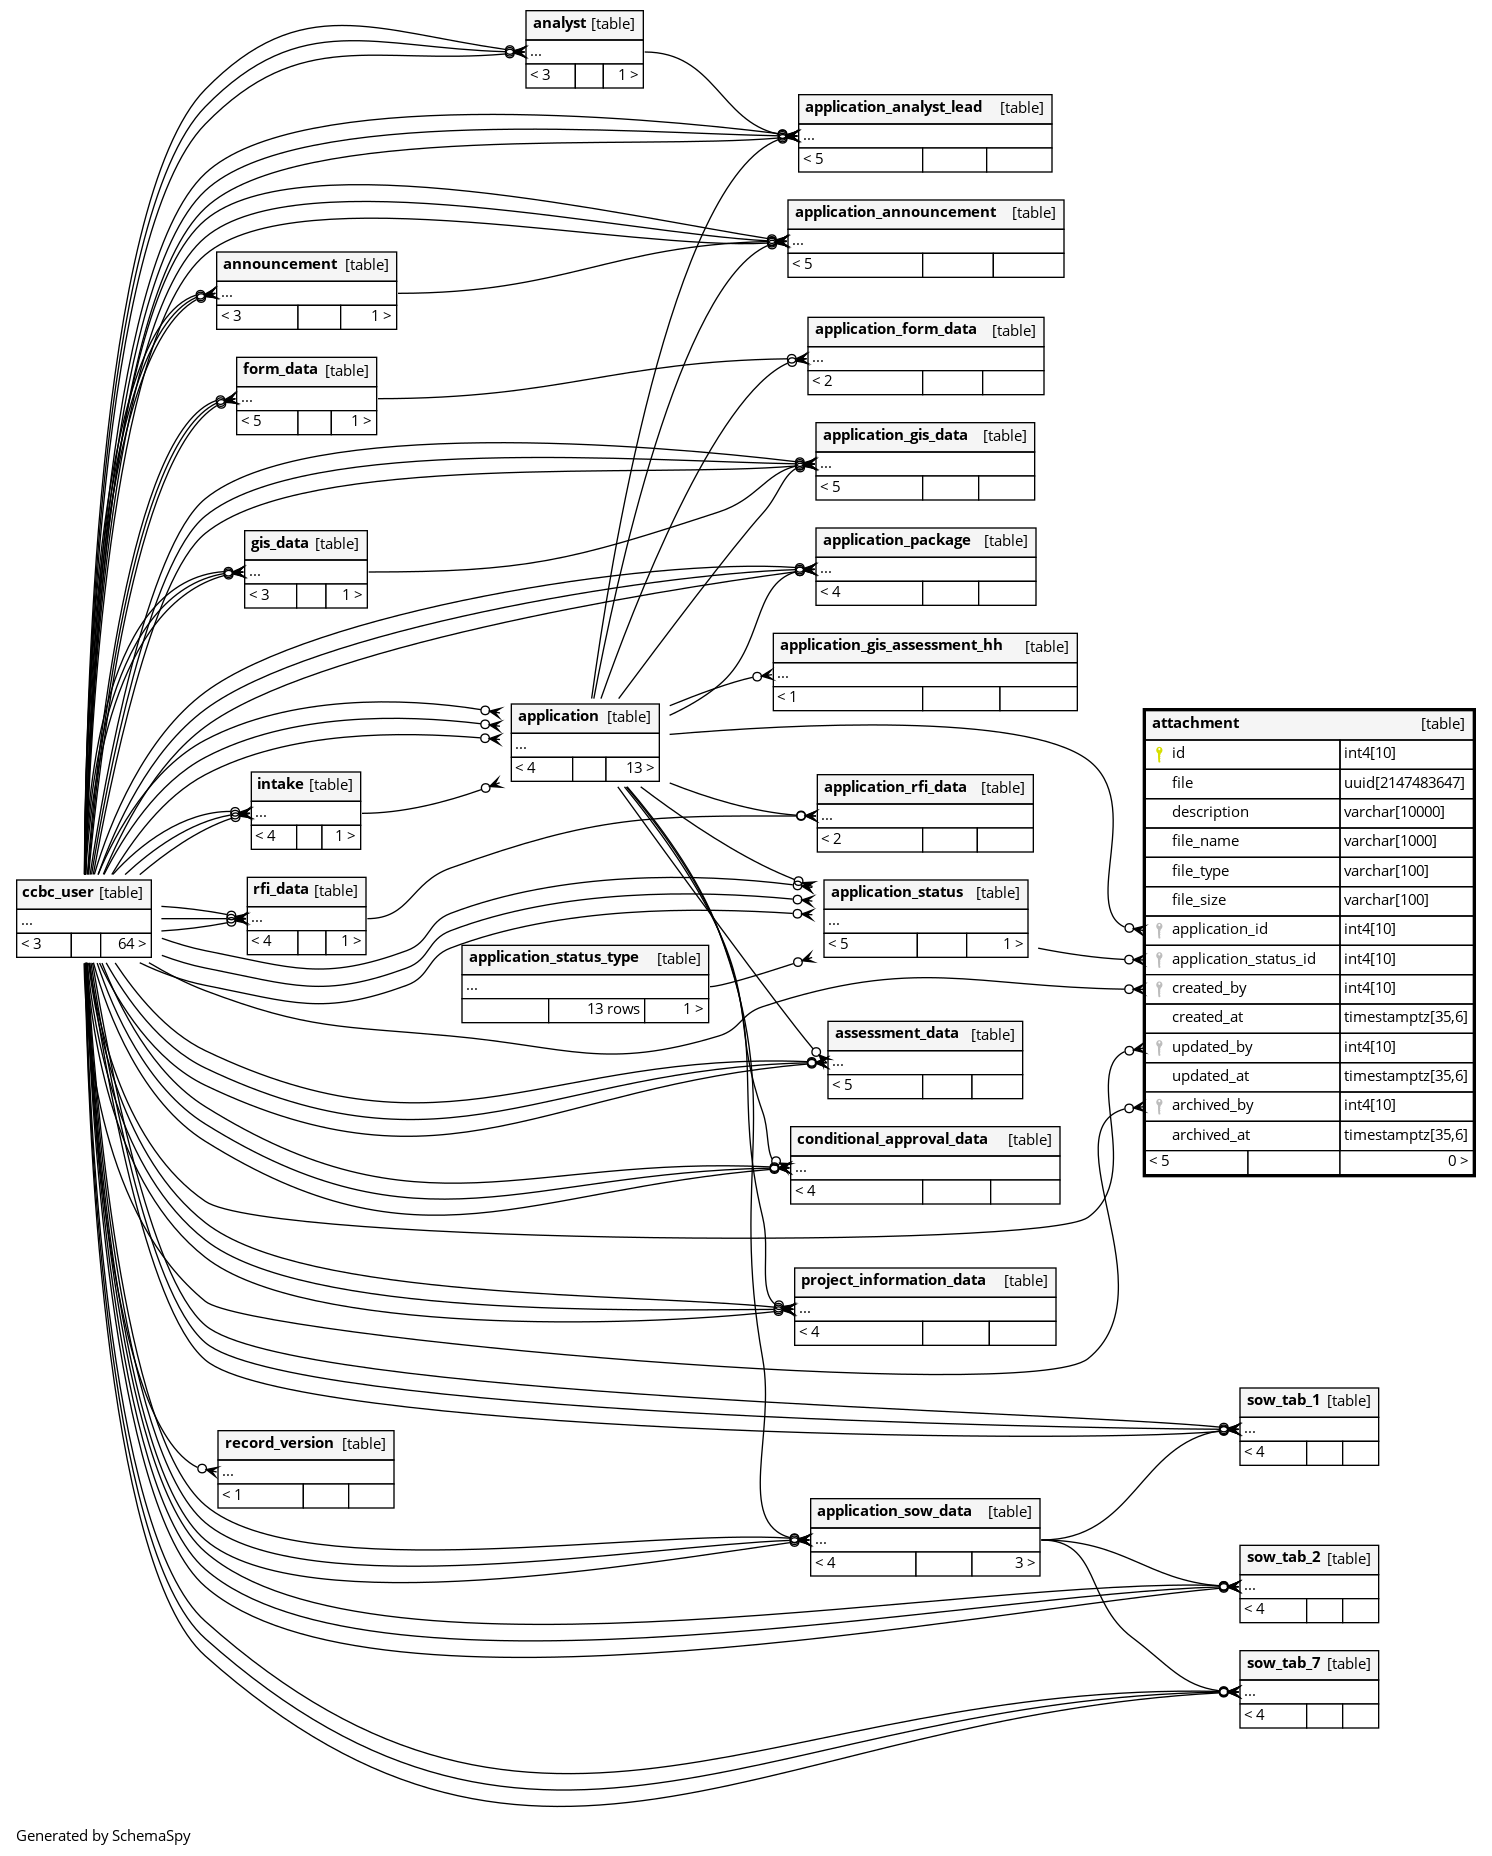 analyst [table]
...
< 3 1 >
application_analyst_lead [table]
...
< 5
application_announcement [table]
...
< 5
announcement [table]
...
< 3 1 >
application_form_data [table]
...
< 2
form_data [table]
...
< 5 1 >
application_gis_data [table]
...
< 5
gis_data [table]
...
< 3 1 >
application_package [table]
...
< 4
application_gis_assessment_hh [table]
...
< 1
application [table]
...
< 4 13 >
attachment [table]
id int4[10]
file uuid[2147483647]
description varchar[10000]
file_name varchar[1000]
file_type varchar[100]
file_size varchar[100]
application_id int4[10]
application_status_id int4[10]
created_by int4[10]
created_at timestamptz[35,6]
updated_by int4[10]
updated_at timestamptz[35,6]
archived_by int4[10]
archived_at timestamptz[35,6]
< 5 0 >
intake [table]
...
< 4 1 >
application_rfi_data [table]
...
< 2
ccbc_user [table]
...
< 3 64 >
rfi_data [table]
...
< 4 1 >
application_status [table]
...
< 5 1 >
application_status_type [table]
...
13 rows 1 >
assessment_data [table]
...
< 5
conditional_approval_data [table]
...
< 4
project_information_data [table]
...
< 4
sow_tab_1 [table]
...
< 4
record_version [table]
...
< 1
application_sow_data [table]
...
< 4 3 >
sow_tab_2 [table]
...
< 4
sow_tab_7 [table]
...
< 4
Generated by SchemaSpy